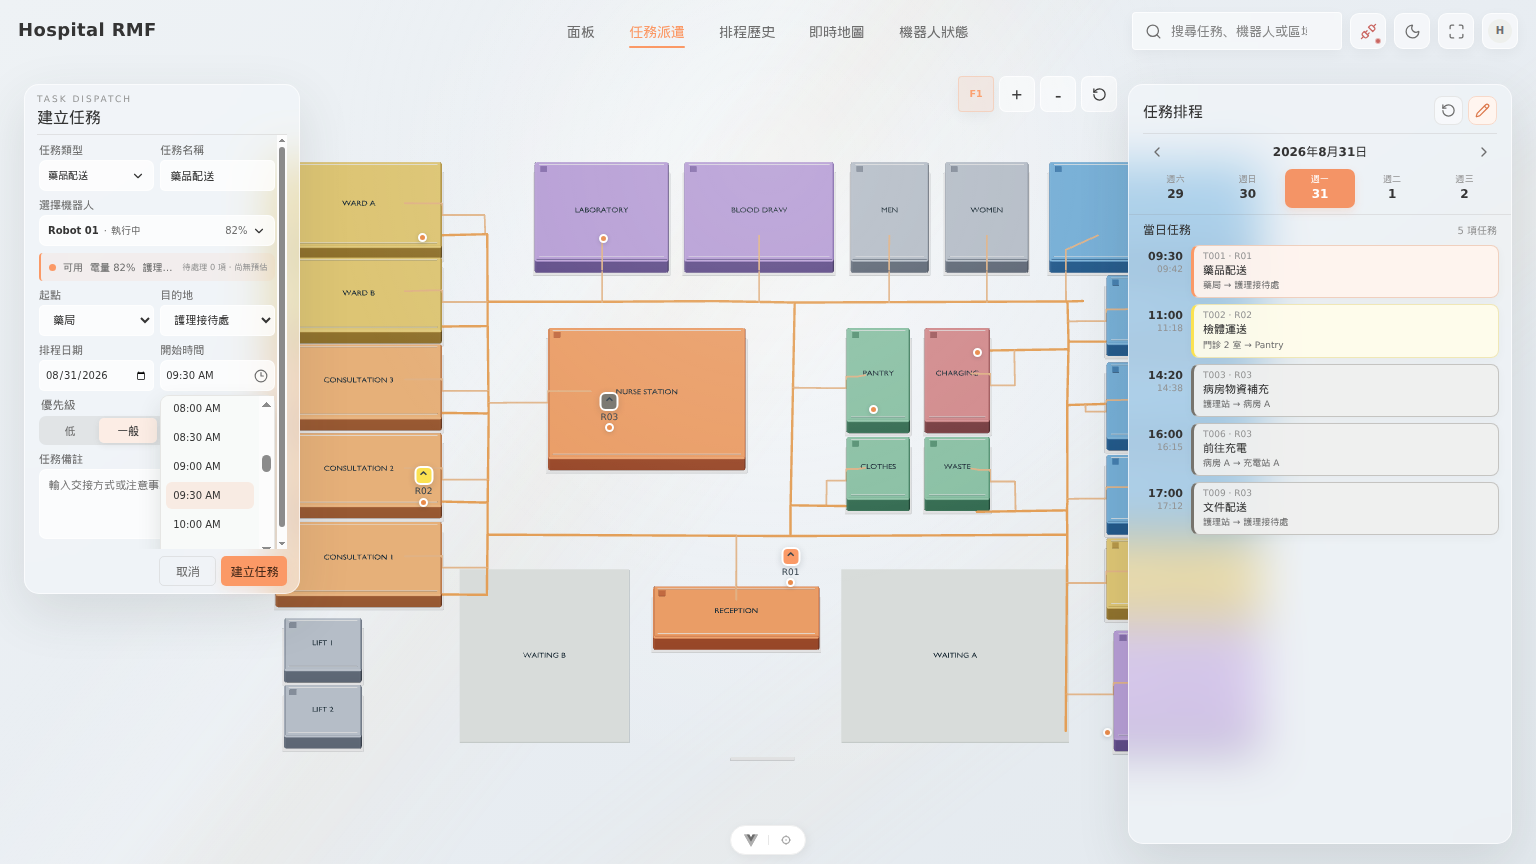 Hospital RMF
面板
任務派遣
排程歷史
即時地圖
機器人狀態
搜尋任務、機器人或區
H
TASK DISPATCH
建立任務
任務類型
任務名稱
藥品配送
藥品配送
選擇機器人
Robot 01 · 執行中
82%
可用 電量 82% 護理…
待處理 0 項 · 尚無預估
起點
目的地
藥局
護理接待處
排程日期
開始時間
08/31/2026
09:30 AM
優先級
低
一般
08:00 AM
08:30 AM
09:00 AM
09:30 AM
10:00 AM
任務備註
輸入交接方式或注意事
取消
建立任務
F1
+
-
WARD A
WARD B
CONSULTATION 3
CONSULTATION 2
CONSULTATION 1
LIFT 1
LIFT 2
LABORATORY
BLOOD DRAW
MEN
WOMEN
NURSE STATION
R03
R02
PANTRY
CHARGING
CLOTHES
WASTE
R01
RECEPTION
WAITING B
WAITING A
任務排程
2026年8月31日
週六
29
週日
30
週一
31
週二
1
週三
2
當日任務
5 項任務
09:30
09:42
T001 · R01
藥品配送
藥局 → 護理接待處
11:00
11:18
T002 · R02
檢體運送
門診 2 室 → Pantry
14:20
14:38
T003 · R03
病房物資補充
護理站 → 病房 A
16:00
16:15
T006 · R03
前往充電
病房 A → 充電站 A
17:00
17:12
T009 · R03
文件配送
護理站 → 護理接待處